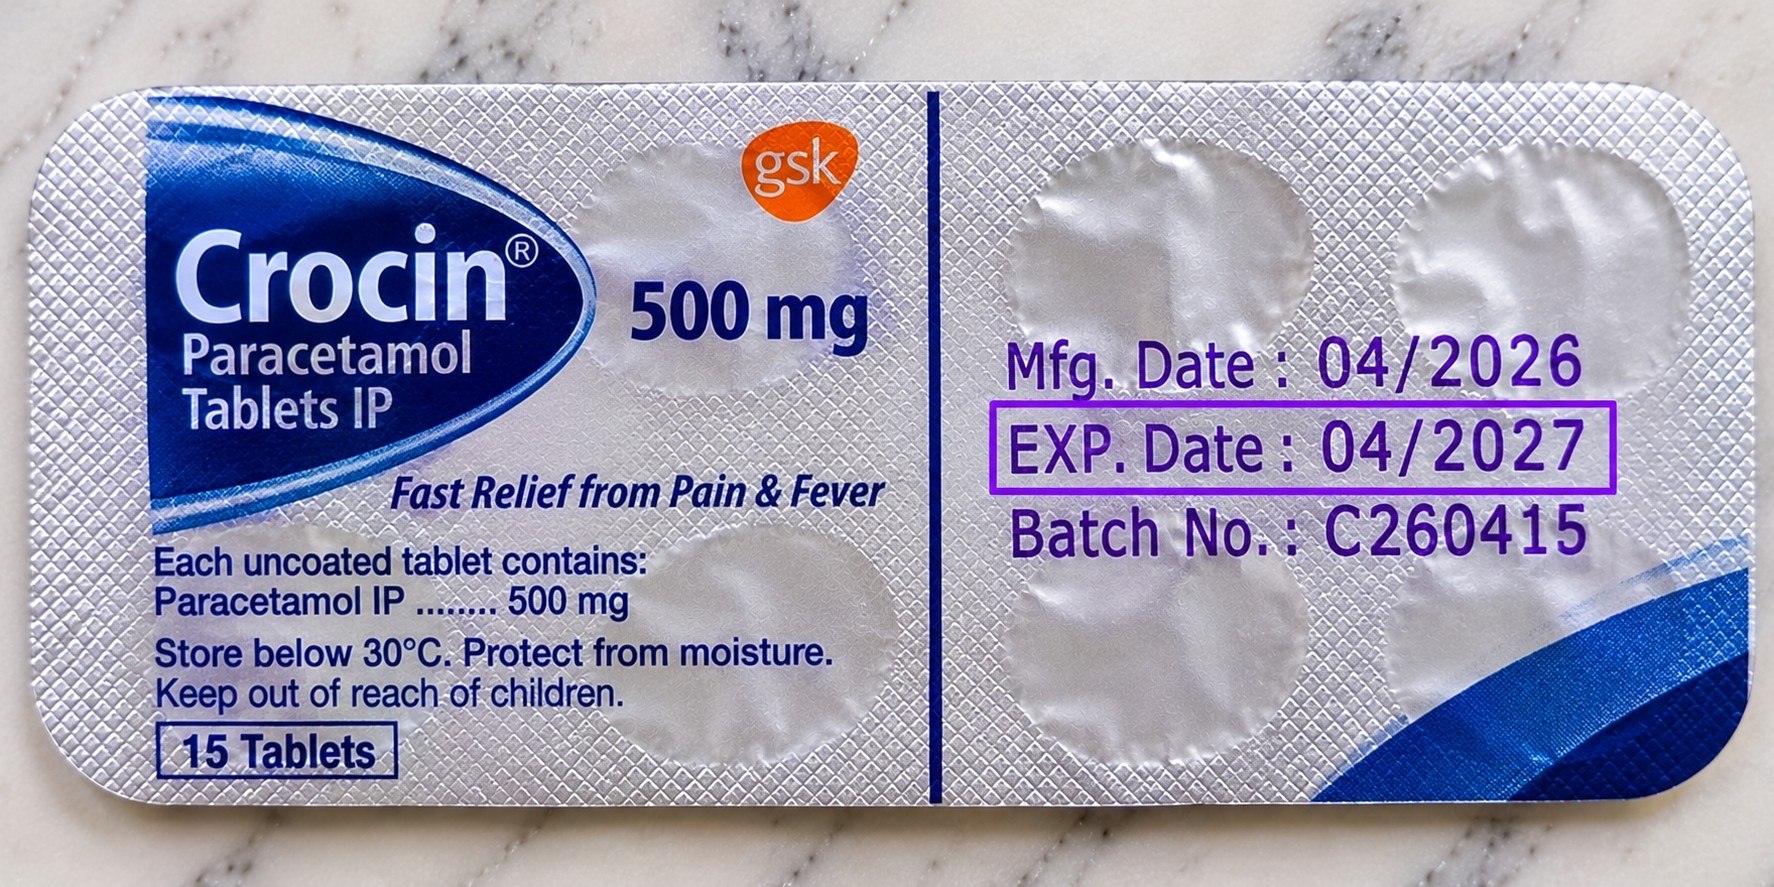 gsk
Crocin®
Paracetamol
Tablets IP
500 mg
Fast Relief from Pain & Fever
Each uncoated tablet contains:
Paracetamol IP ........ 500 mg
Store below 30°C. Protect from moisture.
Keep out of reach of children.
15 Tablets
Mfg. Date : 04/2026
EXP. Date : 04/2027
Batch No. : C260415